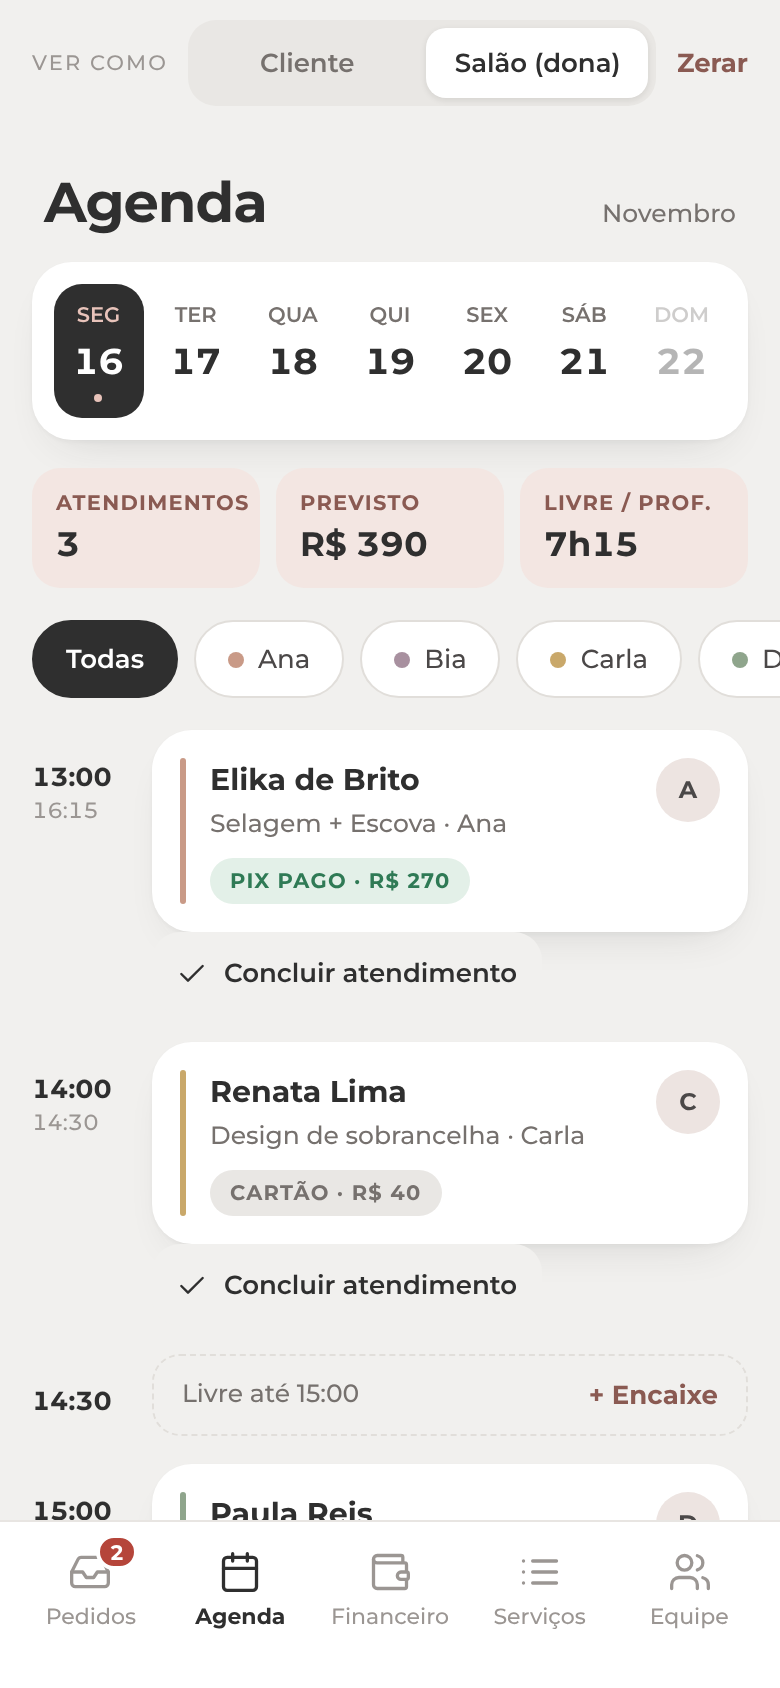 VER COMO
Cliente
Salão (dona)
Zerar
Agenda
Novembro
SEG TER QUA QUI SEX SÁB DOM
16 17 18 19 20 21 22
ATENDIMENTOS
3
PREVISTO
R$ 390
LIVRE / PROF.
7h15
Todas
Ana
Bia
Carla
13:00
16:15
Elika de Brito
Selagem + Escova · Ana
PIX PAGO · R$ 270
A
Concluir atendimento
14:00
14:30
Renata Lima
Design de sobrancelha · Carla
CARTÃO · R$ 40
C
Concluir atendimento
14:30
Livre até 15:00
+ Encaixe
15:00
Paula Reis
2
Pedidos
Agenda
Financeiro
Serviços
Equipe